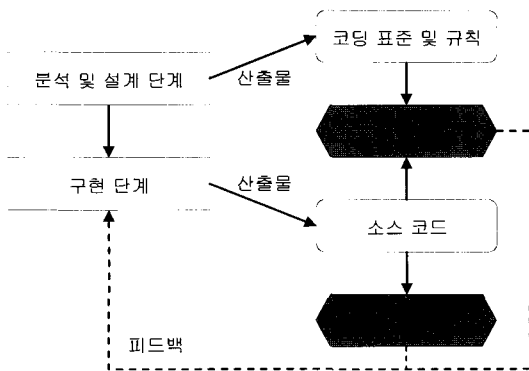 코딩 표준 및 규칙
분석 및 설계 단계
산출물
구현 단계
산출물
소스 코드
피드백